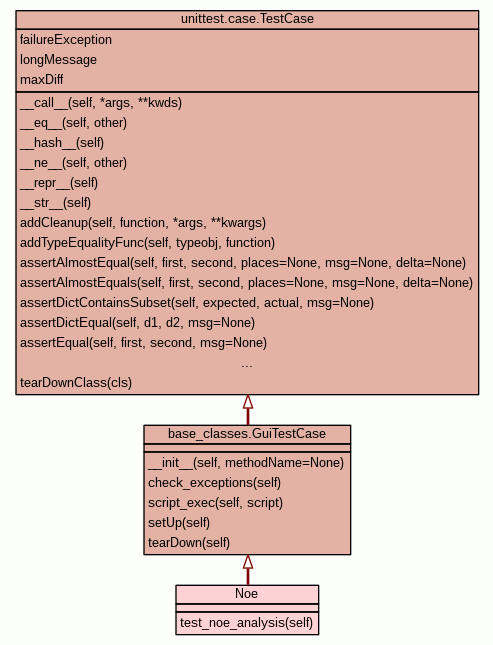 unittest.case.TestCase
failureException
longMessage
maxDiff
__call__(self, *args, **kwds)
__eq__(self, other)
__hash__(self)
__ne__(self, other)
__repr__(self)
__str__(self)
addCleanup(self, function, *args, **kwargs)
addTypeEqualityFunc(self, typeobj, function)
assertAlmostEqual(self, first, second, places=None, msg=None, delta=None)
assertAlmostEquals(self, first, second, places=None, msg=None, delta=None)
assertDictContainsSubset(self, expected, actual, msg=None)
assertDictEqual(self, d1, d2, msg=None)
assertEqual(self, first, second, msg=None)
...
tearDownClass(cls)
base_classes.GuiTestCase
__init__(self, methodName=None)
check_exceptions(self)
script_exec(self, script)
setUp(self)
tearDown(self)
Noe
test_noe_analysis(self)